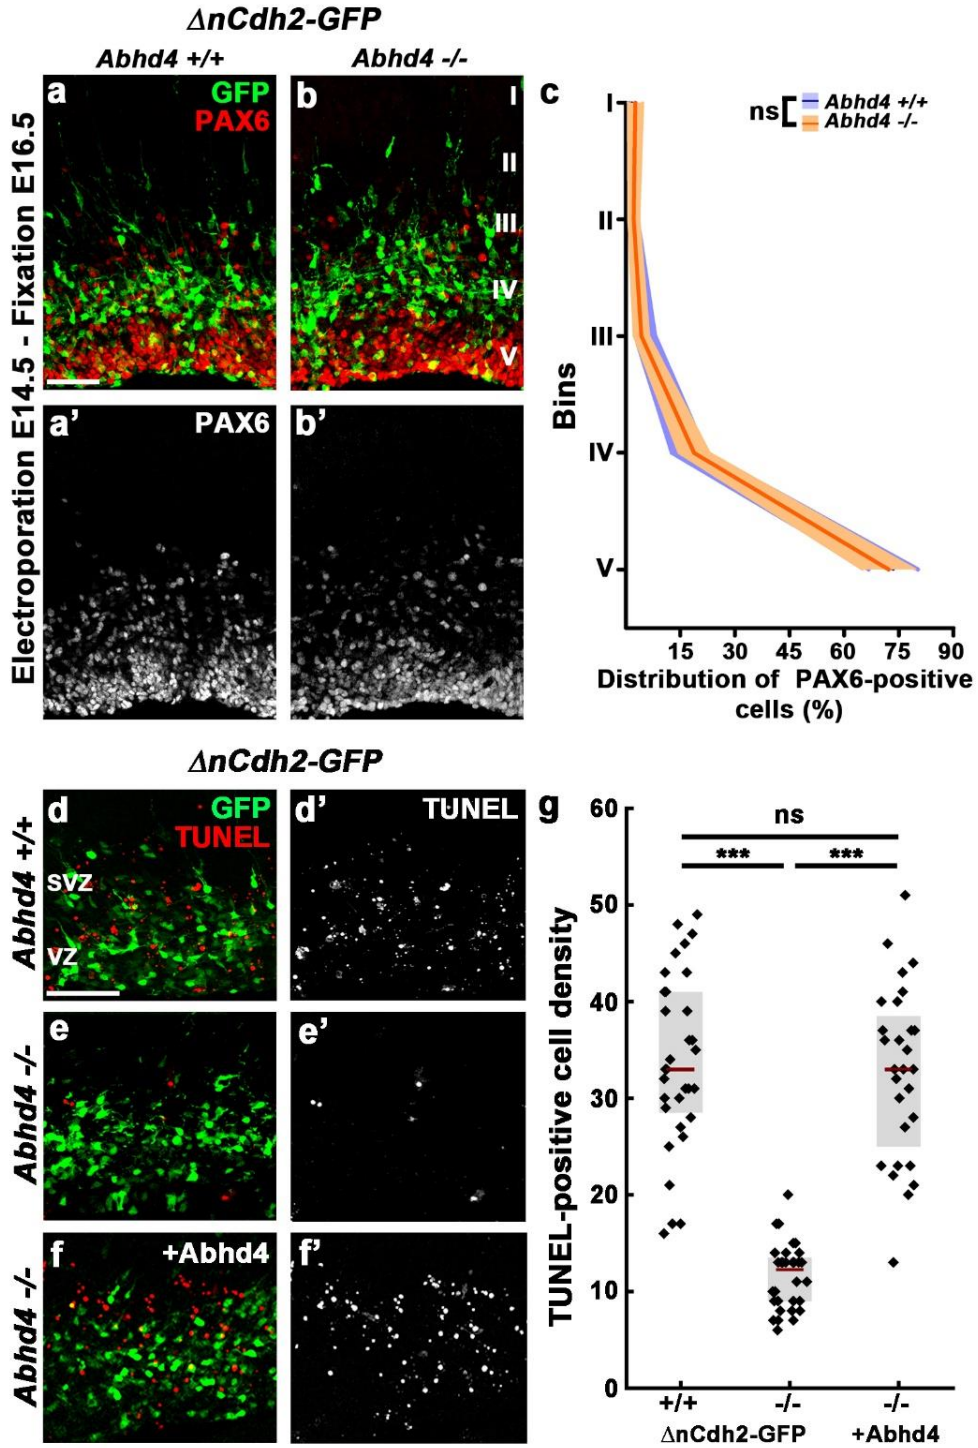 ΔnCdh2-GFP
Abhd4 +/+
Abhd4 -/-
Electroporation E14.5 - Fixation E16.5
a
GFP
PAX6
b
I
II
III
IV
V
a'
PAX6
b'
c
ns
Abhd4 +/+
Abhd4 -/-
Bins
I
II
III
IV
V
15 30 45 60 75 90
Distribution of PAX6-positive
cells (%)
ΔnCdh2-GFP
Abhd4 +/+
d
GFP
TUNEL
SVZ
VZ
d'
TUNEL
Abhd4 -/-
e
e'
Abhd4 -/-
f
+Abhd4
f'
g
TUNEL-positive cell density
60
50
40
30
20
10
0
ns
*** ***
+/+ -/- -/-
ΔnCdh2-GFP +Abhd4